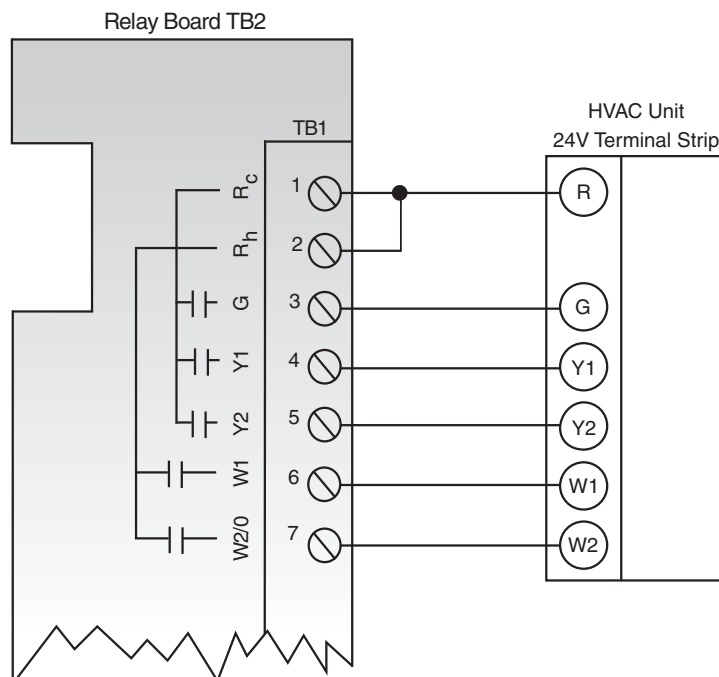 Relay Board TB2
HVAC Unit
24V Terminal Strip
TB1
Rc 1 R
Rh 2
G 3 G
Y1 4 Y1
Y2 5 Y2
W1 6 W1
W2/0 7 W2